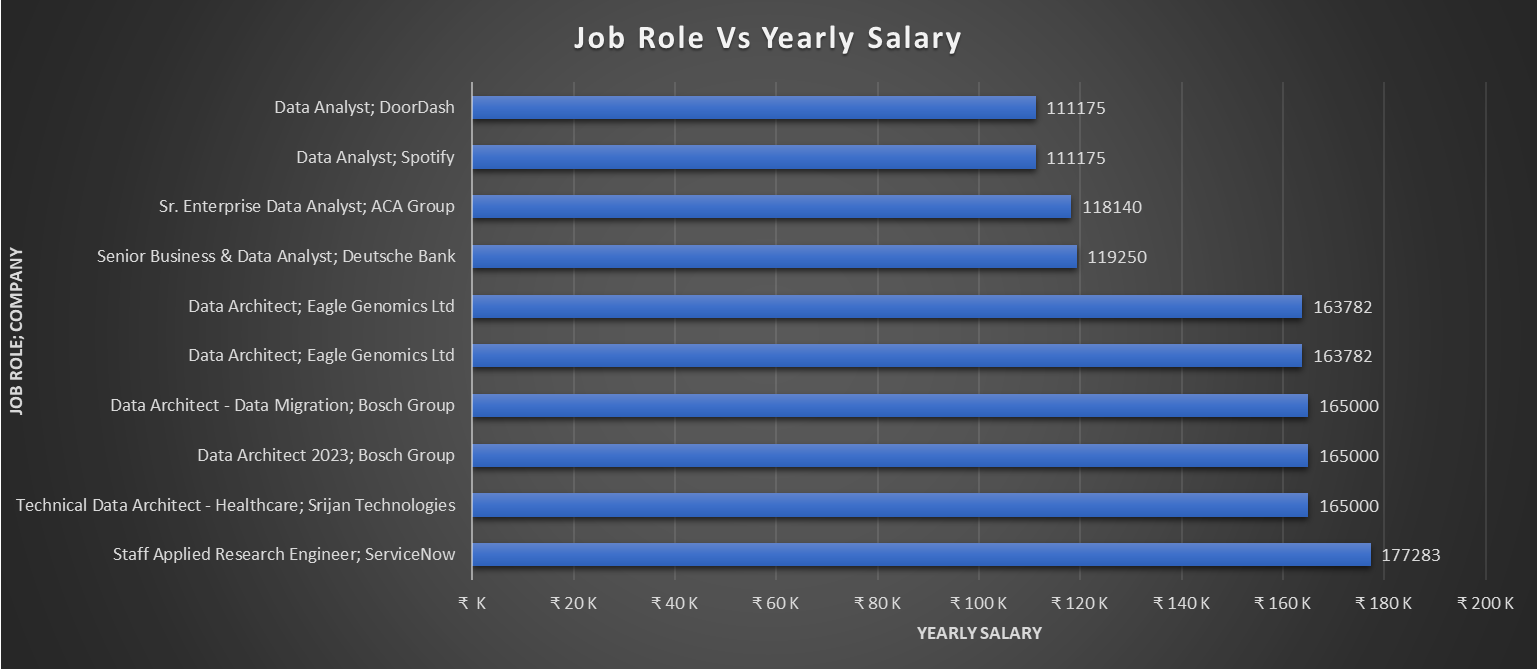 Job Role Vs Yearly Salary
Data Analyst; DoorDash 111175
Data Analyst; Spotify 111175
Sr. Enterprise Data Analyst; ACA Group 118140
Senior Business & Data Analyst; Deutsche Bank 119250
Data Architect; Eagle Genomics Ltd 163782
Data Architect; Eagle Genomics Ltd 163782
Data Architect - Data Migration; Bosch Group 165000
Data Architect 2023; Bosch Group 165000
Technical Data Architect - Healthcare; Srijan Technologies 165000
Staff Applied Research Engineer; ServiceNow 177283
JOB ROLE; COMPANY
₹ K ₹ 20 K ₹ 40 K ₹ 60 K ₹ 80 K ₹ 100 K ₹ 120 K ₹ 140 K ₹ 160 K ₹ 180 K ₹ 200 K
YEARLY SALARY